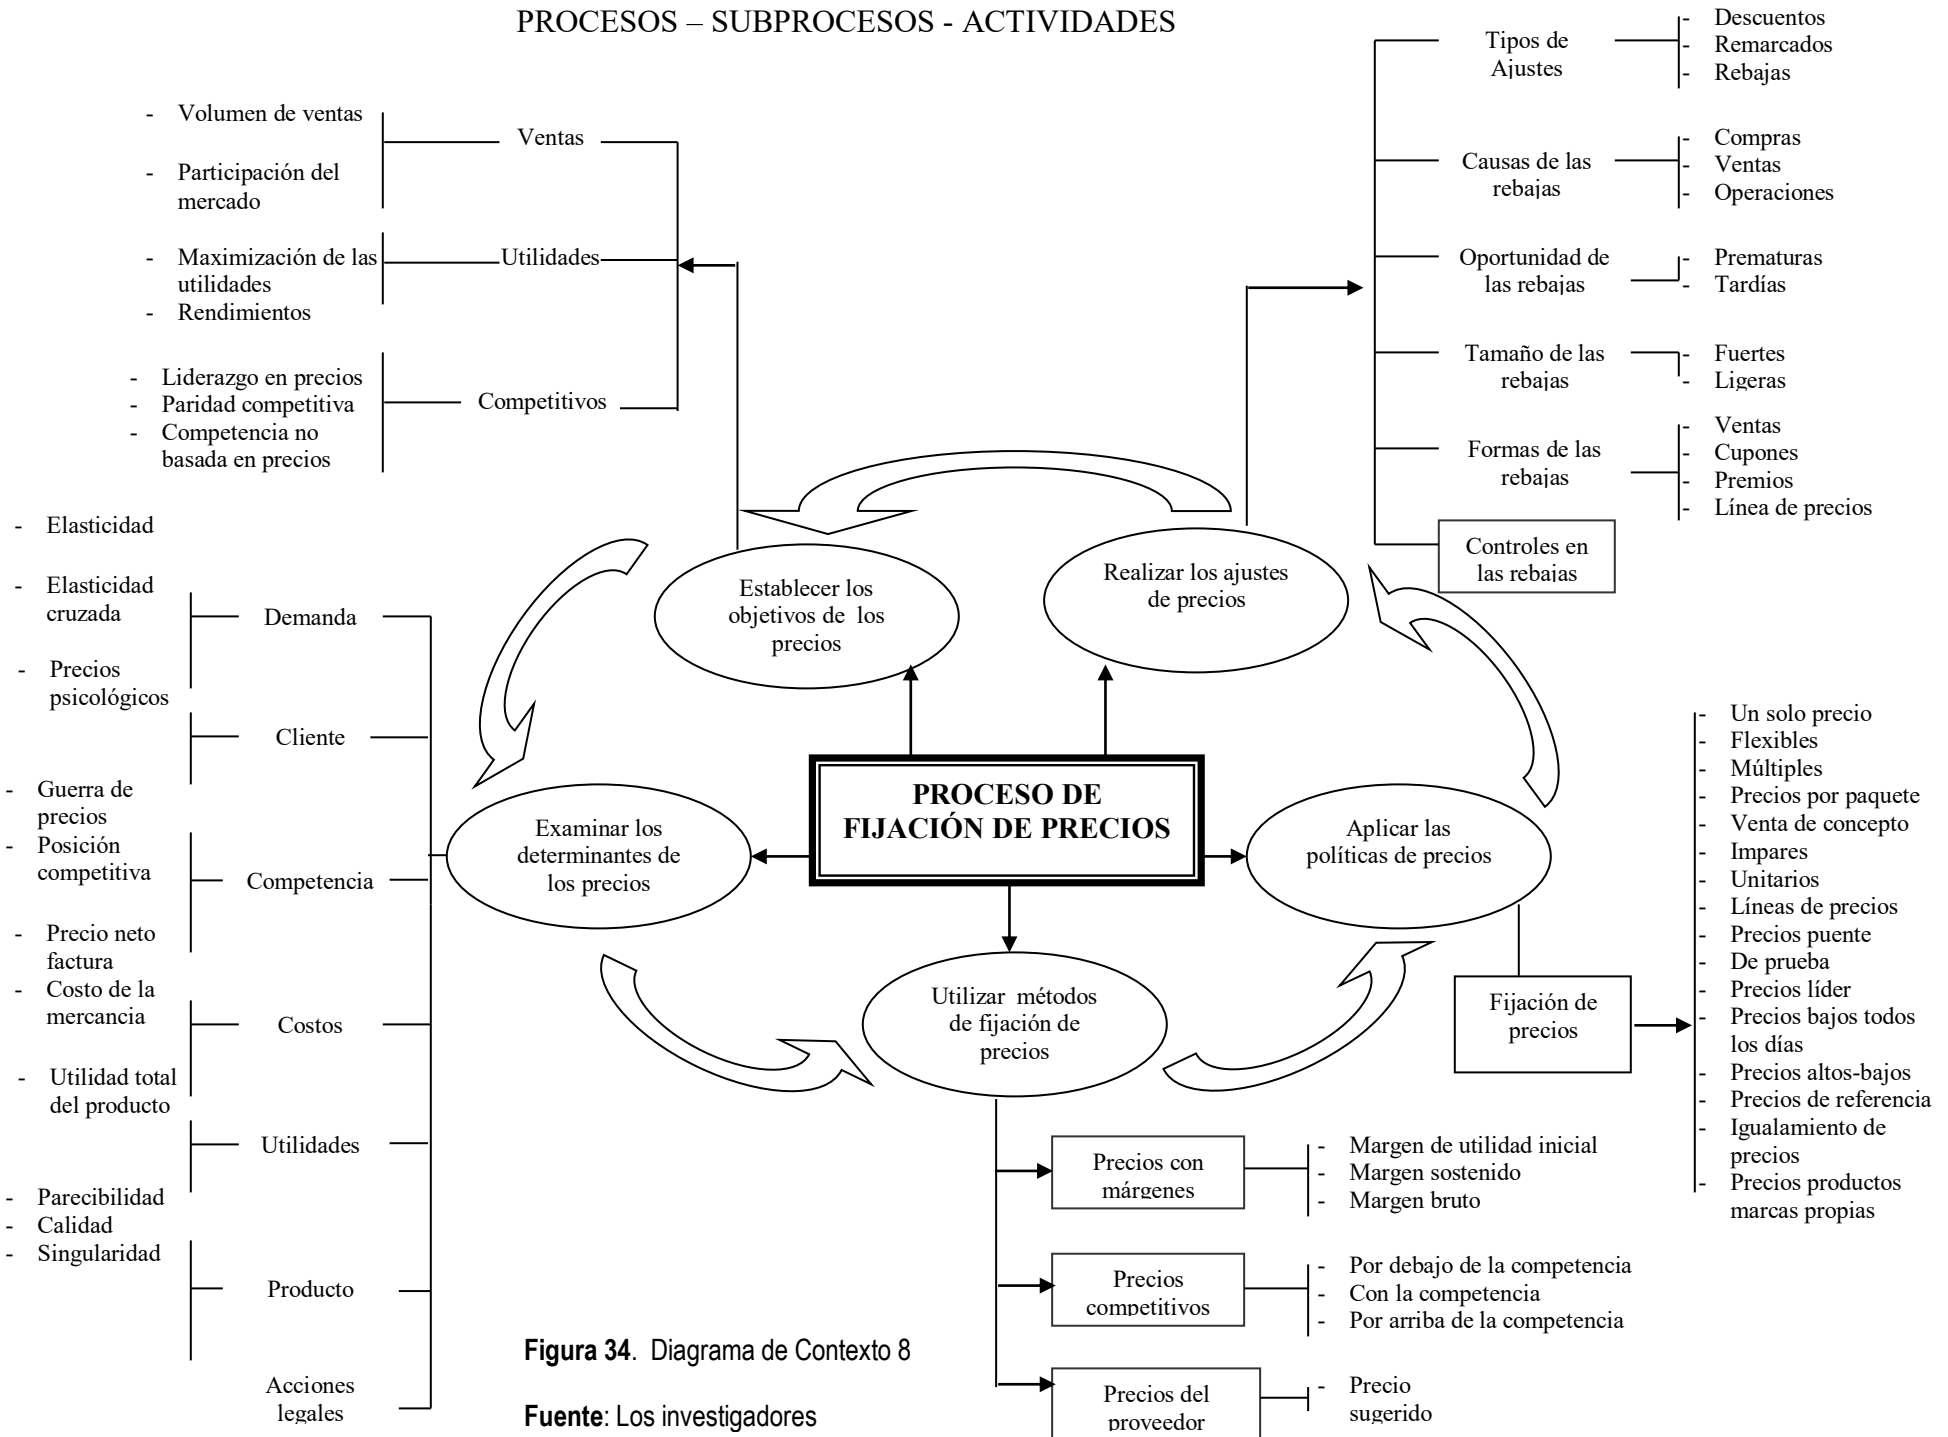 PROCESOS – SUBPROCESOS - ACTIVIDADES
- Volumen de ventas
- Participación del
mercado
Ventas
- Maximización de las
utilidades
- Rendimientos
Utilidades
- Liderazgo en precios
- Paridad competitiva
- Competencia no
basada en precios
Competitivos
Tipos de
Ajustes
- Descuentos
- Remarcados
- Rebajas
Causas de las
rebajas
- Compras
- Ventas
- Operaciones
Oportunidad de
las rebajas
- Prematuras
- Tardías
Tamaño de las
rebajas
- Fuertes
- Ligeras
Formas de las
rebajas
- Ventas
- Cupones
- Premios
- Línea de precios
Controles en
las rebajas
Establecer los
objetivos de los
precios
Realizar los ajustes
de precios
- Elasticidad
- Elasticidad
cruzada
Demanda
- Precios
psicológicos
Cliente
- Guerra de
precios
- Posición
competitiva
Competencia
- Precio neto
factura
- Costo de la
mercancia
Costos
- Utilidad total
del producto
Utilidades
- Parecibilidad
- Calidad
- Singularidad
Producto
Acciones
legales
Examinar los
determinantes de
los precios
PROCESO DE
FIJACIÓN DE PRECIOS
Aplicar las
políticas de precios
Utilizar métodos
de fijación de
precios
Fijación de
precios
- Un solo precio
- Flexibles
- Múltiples
- Precios por paquete
- Venta de concepto
- Impares
- Unitarios
- Líneas de precios
- Precios puente
- De prueba
- Precios líder
- Precios bajos todos
los días
- Precios altos-bajos
- Precios de referencia
- Igualamiento de
precios
- Precios productos
marcas propias
Precios con
márgenes
- Margen de utilidad inicial
- Margen sostenido
- Margen bruto
Precios
competitivos
- Por debajo de la competencia
- Con la competencia
- Por arriba de la competencia
Precios del
proveedor
- Precio
sugerido
Figura 34. Diagrama de Contexto 8
Fuente: Los investigadores